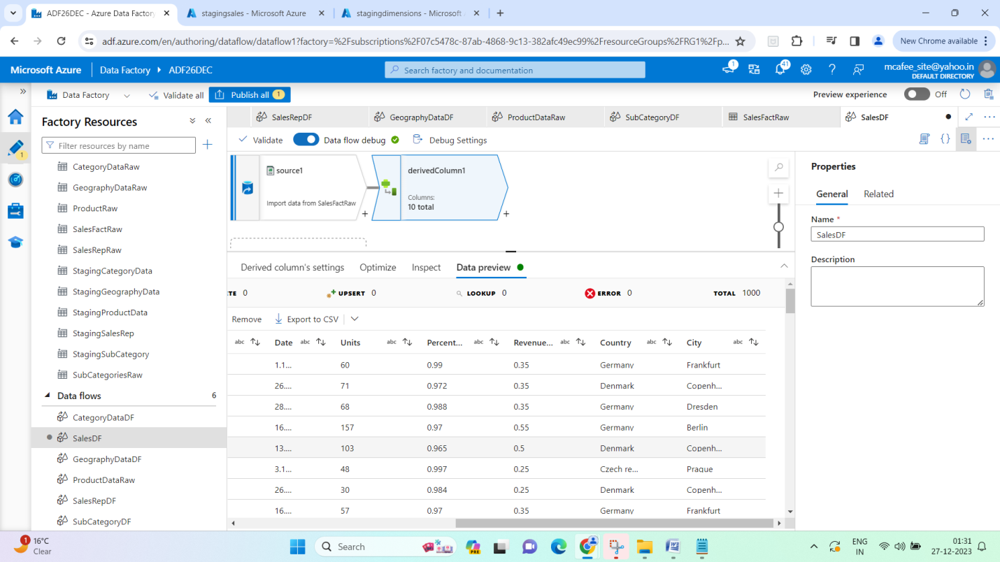 ADF26DEC - Azure Data Factory
stagingsales - Microsoft Azure
stagingdimensions - Microsoft
adf.azure.com/en/authoring/dataflow/dataflow1?factory=%2Fsubscriptions%2F07c5478c-87ab-4868-9c13-382afc49ec99%2FresourceGroups%2FRG1%2Fp...
New Chrome available
Microsoft Azure
Data Factory
ADF26DEC
Search factory and documentation
1
41
mcafee_site@yahoo.in
DEFAULT DIRECTORY
Data Factory
Validate all
Publish all 1
Preview experience
Off
Factory Resources
SalesRepDF
GeographyDataDF
ProductDataRaw
SubCategoryDF
SalesFactRaw
SalesDF
Filter resources by name
Validate
Data flow debug
Debug Settings
1
CategoryDataRaw
GeographyDataRaw
ProductRaw
SalesFactRaw
SalesRepRaw
StagingCategoryData
StagingGeographyData
StagingProductData
StagingSalesRep
StagingSubCategory
SubCategoriesRaw
Data flows 6
CategoryDataDF
SalesDF
GeographyDataDF
ProductDataRaw
SalesRepDF
SubCategoryDF
source1
Import data from SalesFactRaw
derivedColumn1
Columns:
10 total
Derived column's settings
Optimize
Inspect
Data preview
TE 0
UPSERT 0
LOOKUP 0
ERROR 0
TOTAL 1000
Remove
Export to CSV
abc Date abc Units abc Percent... abc Revenue... abc Country abc City abc
1.1... 60 0.99 0.35 Germany Frankfurt
26.... 71 0.972 0.35 Denmark Copenh...
28.... 68 0.988 0.35 Germany Dresden
16.... 157 0.97 0.55 Germany Berlin
13.... 103 0.965 0.5 Denmark Copenh...
3.1... 48 0.997 0.25 Czech re... Prague
26.... 30 0.984 0.25 Denmark Copenh...
16.... 57 0.97 0.35 Germany Frankfurt
Properties
General
Related
Name *
SalesDF
Description
1
16°C
Clear
Search
PRE
ENG
IN
01:31
27-12-2023